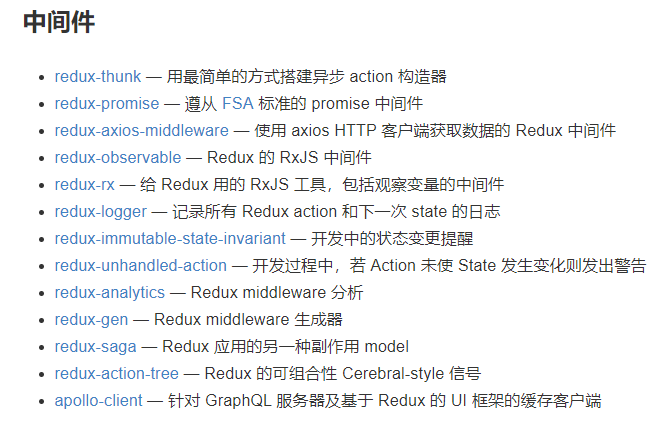 中间件
redux-thunk — 用最简单的方式搭建异步 action 构造器
redux-promise — 遵从 FSA 标准的 promise 中间件
redux-axios-middleware — 使用 axios HTTP 客户端获取数据的 Redux 中间件
redux-observable — Redux 的 RxJS 中间件
redux-rx — 给 Redux 用的 RxJS 工具，包括观察变量的中间件
redux-logger — 记录所有 Redux action 和下一次 state 的日志
redux-immutable-state-invariant — 开发中的状态变更提醒
redux-unhandled-action — 开发过程中，若 Action 未使 State 发生变化则发出警告
redux-analytics — Redux middleware 分析
redux-gen — Redux middleware 生成器
redux-saga — Redux 应用的另一种副作用 model
redux-action-tree — Redux 的可组合性 Cerebral-style 信号
apollo-client — 针对 GraphQL 服务器及基于 Redux 的 UI 框架的缓存客户端